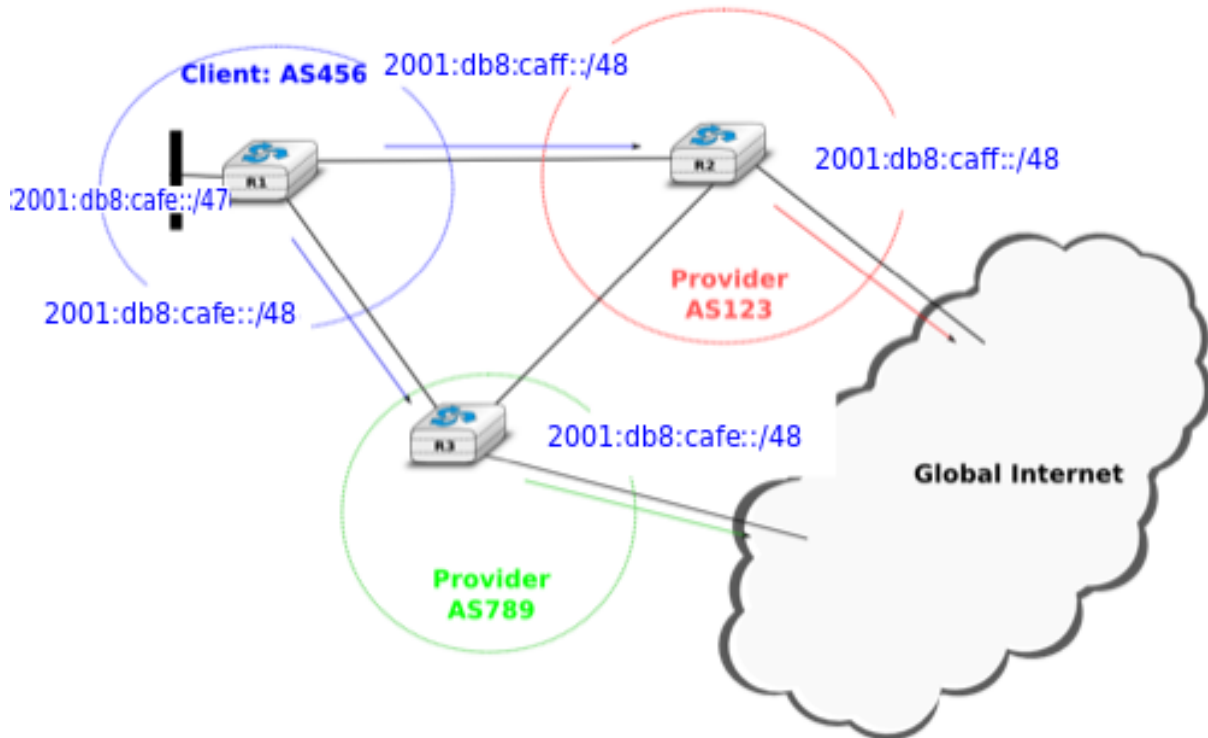 Client: AS456
2001:db8:caff::/48
R1
R2
2001:db8:caff::/48
2001:db8:cafe::/47
Provider
AS123
2001:db8:cafe::/48
R3
2001:db8:cafe::/48
Global Internet
Provider
AS789